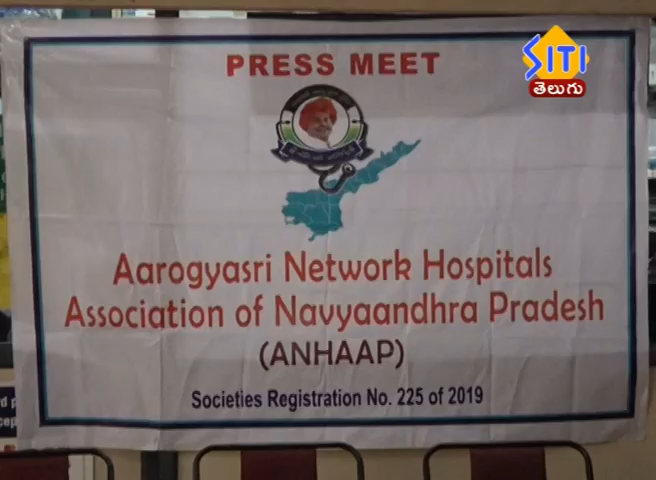 PRESS MEET
SITI
తెలుగు
Aarogyasri Network Hospitals
Association of Navyaandhra Pradesh
(ANHAAP)
Societies Registration No. 225 of 2019